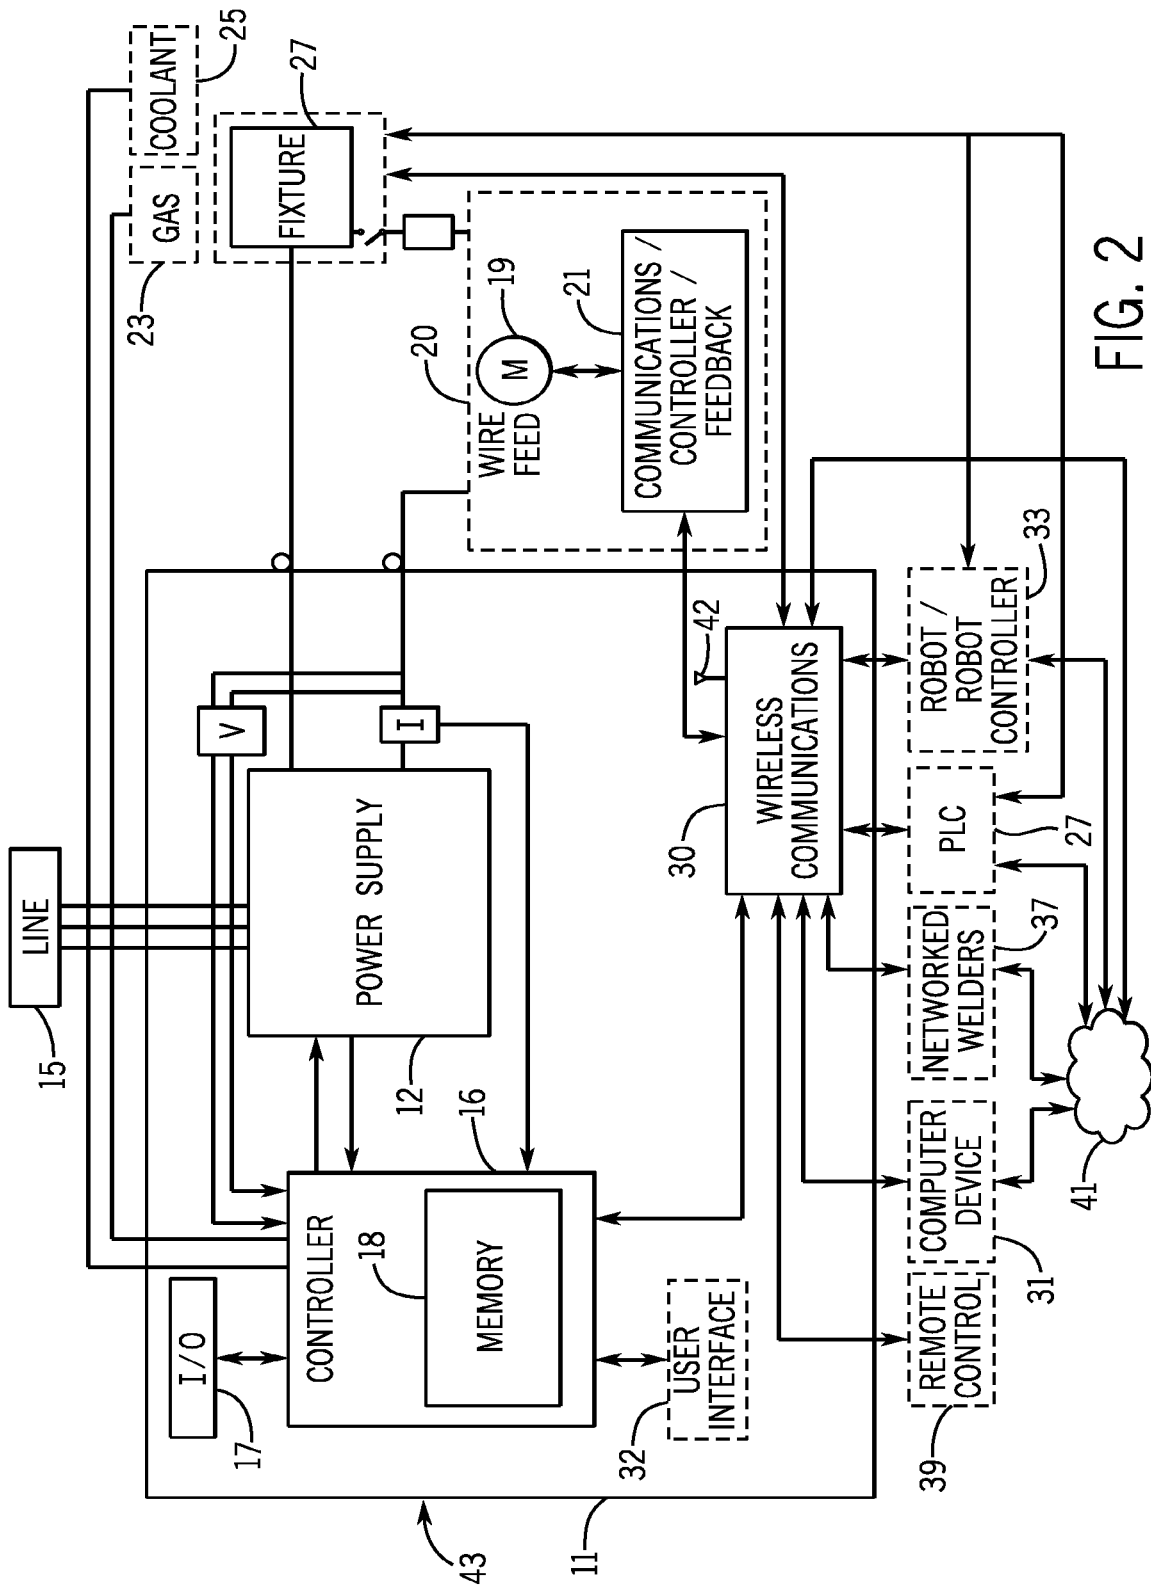 15
LINE
GAS
23
COOLANT
25
FIXTURE
27
43
11
17
I/O
CONTROLLER
18
MEMORY
16
12
POWER SUPPLY
V
I
20
WIRE
FEED
M
19
21
COMMUNICATIONS /
CONTROLLER /
FEEDBACK
32
USER
INTERFACE
30
WIRELESS
COMMUNICATIONS
42
39
REMOTE
CONTROL
31
COMPUTER
DEVICE
NETWORKED
WELDERS
37
PLC
27
ROBOT /
ROBOT
CONTROLLER
33
41
FIG. 2